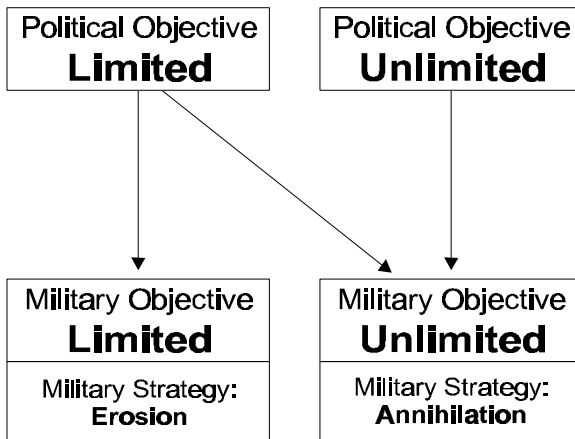 Political Objective
Limited
Political Objective
Unlimited
Military Objective
Limited
Military Strategy:
Erosion
Military Objective
Unlimited
Military Strategy:
Annihilation